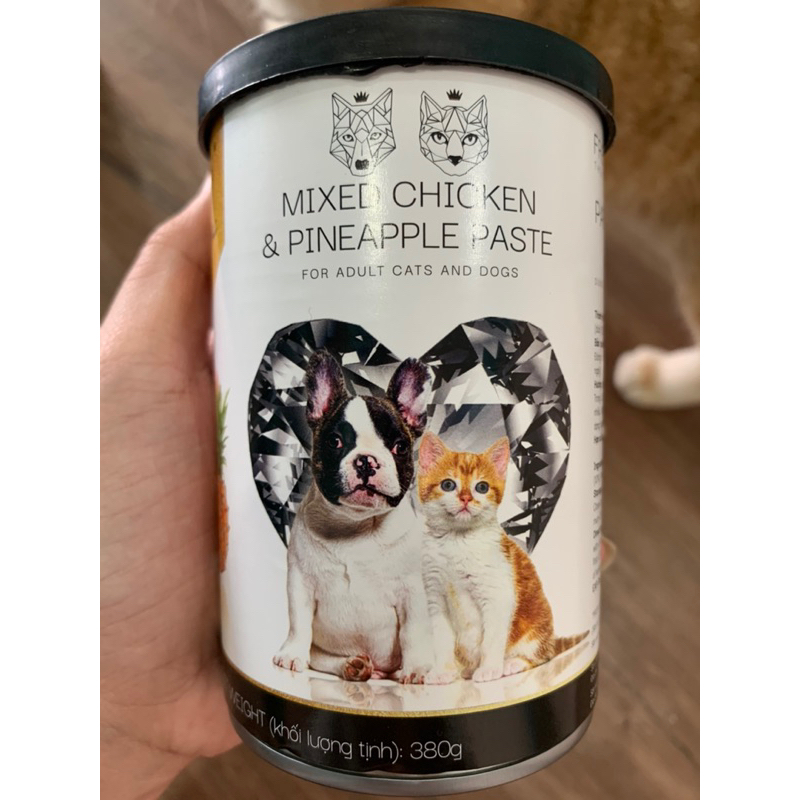 MIXED CHICKEN
& PINEAPPLE PASTE
FOR ADULT CATS AND DOGS
WEIGHT (khối lượng tịnh): 380g